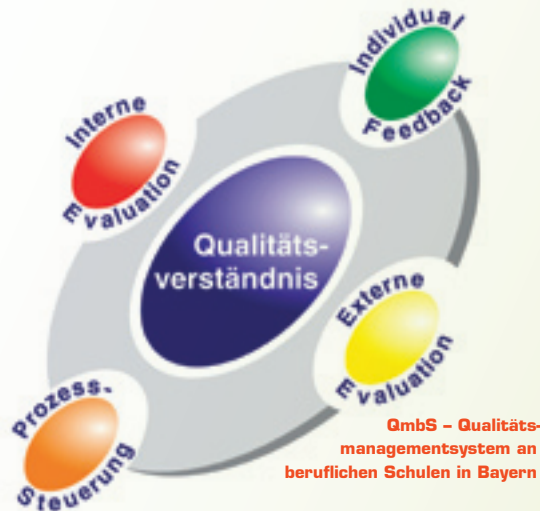 Individual
Feedback
Interne
Evaluation
Qualitäts-
verständnis
Externe
Evaluation
Prozess-
Steuerung
QmbS – Qualitäts-
managementsystem an
beruflichen Schulen in Bayern